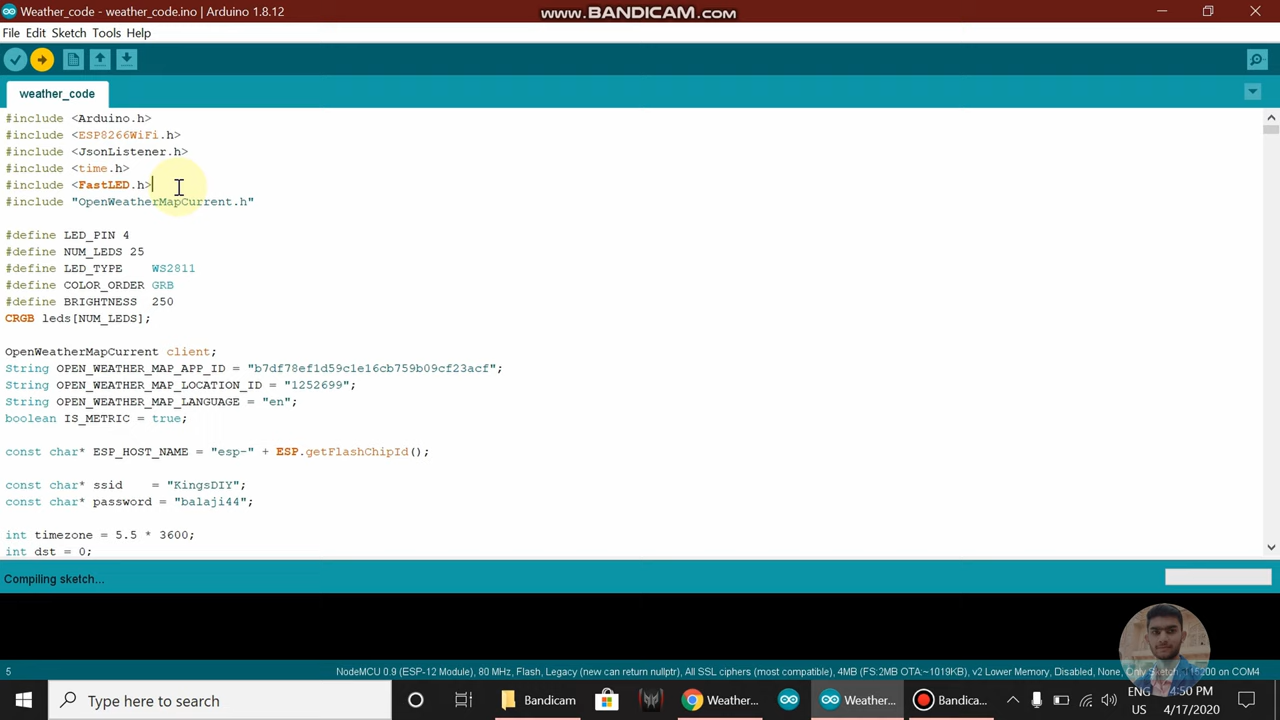 Weather_code - weather_code.ino | Arduino 1.8.12
www.BANDICAM.com
File Edit Sketch Tools Help
weather_code
#include <Arduino.h>
#include <ESP8266WiFi.h>
#include <JsonListener.h>
#include <time.h>
#include <FastLED.h>
#include "OpenWeatherMapCurrent.h"
#define LED_PIN 4
#define NUM_LEDS 25
#define LED_TYPE WS2811
#define COLOR_ORDER GRB
#define BRIGHTNESS 250
CRGB leds[NUM_LEDS];
OpenWeatherMapCurrent client;
String OPEN_WEATHER_MAP_APP_ID = "b7df78ef1d59c1e16cb759b09cf23acf";
String OPEN_WEATHER_MAP_LOCATION_ID = "1252699";
String OPEN_WEATHER_MAP_LANGUAGE = "en";
boolean IS_METRIC = true;
const char* ESP_HOST_NAME = "esp-" + ESP.getFlashChipId();
const char* ssid = "KingsDIY";
const char* password = "balaji44";
int timezone = 5.5 * 3600;
int dst = 0;
Compiling sketch...
5 NodeMCU 0.9 (ESP-12 Module), 80 MHz, Flash, Legacy (new can return nullptr), All SSL ciphers (most compatible), 4MB (FS:2MB OTA:~1019KB), v2 Lower Memory, Disabled, None, Only Sketch, 115200 on COM4
Type here to search
Bandicam
Weather...
Weather...
Bandica...
ENG
US
4:50 PM
4/17/2020